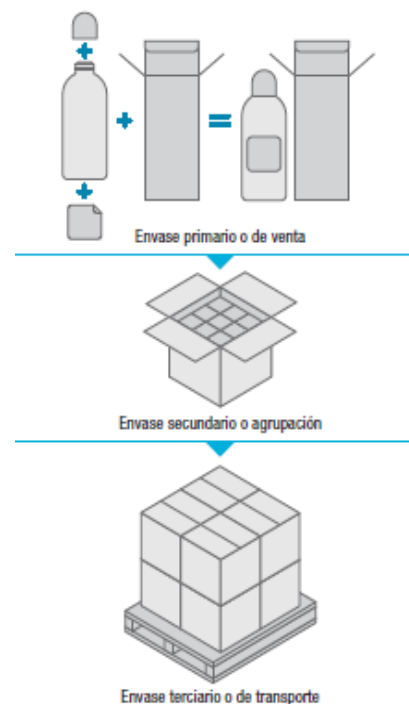 Envase primario o de venta
Envase secundario o agrupación
Envase terciario o de transporte